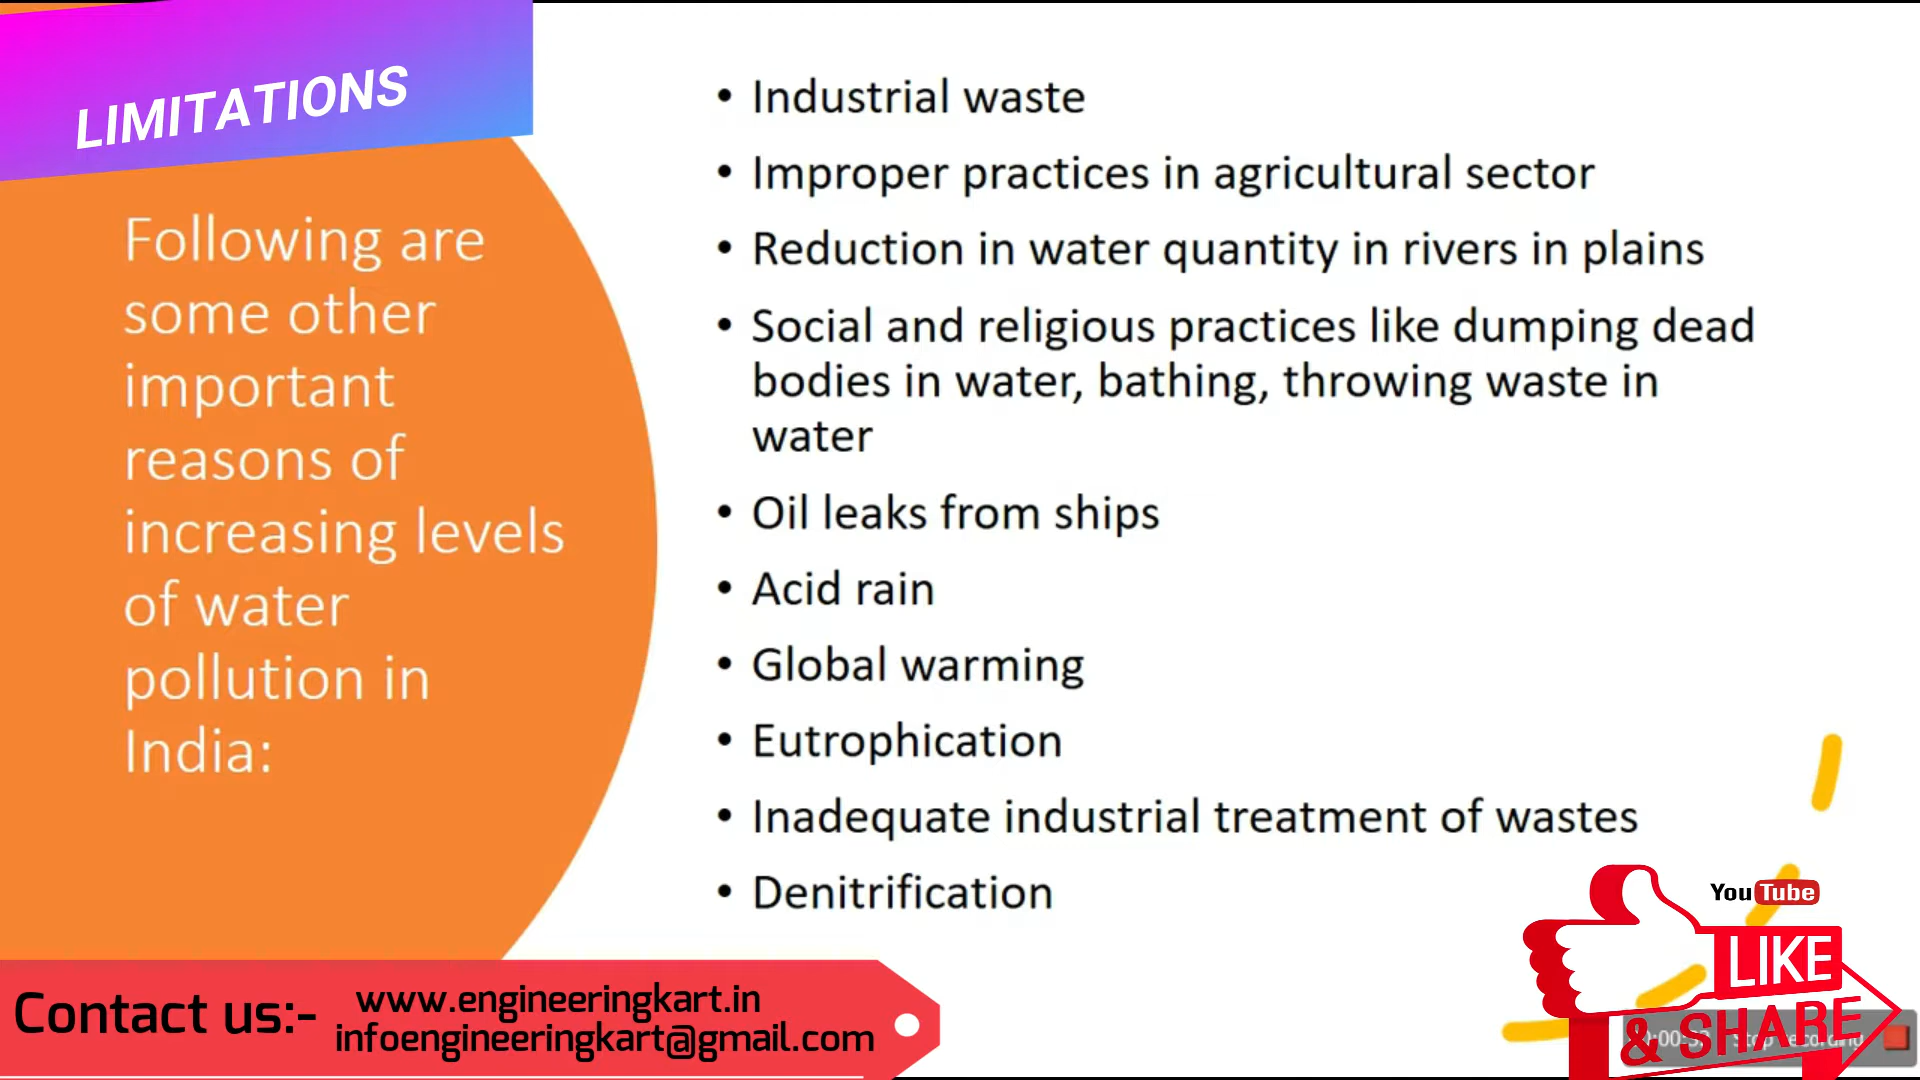 LIMITATIONS
Following are
some other
important
reasons of
increasing levels
of water
pollution in
India:
• Industrial waste
• Improper practices in agricultural sector
• Reduction in water quantity in rivers in plains
• Social and religious practices like dumping dead
bodies in water, bathing, throwing waste in
water
• Oil leaks from ships
• Acid rain
• Global warming
• Eutrophication
• Inadequate industrial treatment of wastes
• Denitrification
YouTube
LIKE
& SHARE
Stop recording
Contact us:-
www.engineeringkart.in
infoengineeringkart@gmail.com